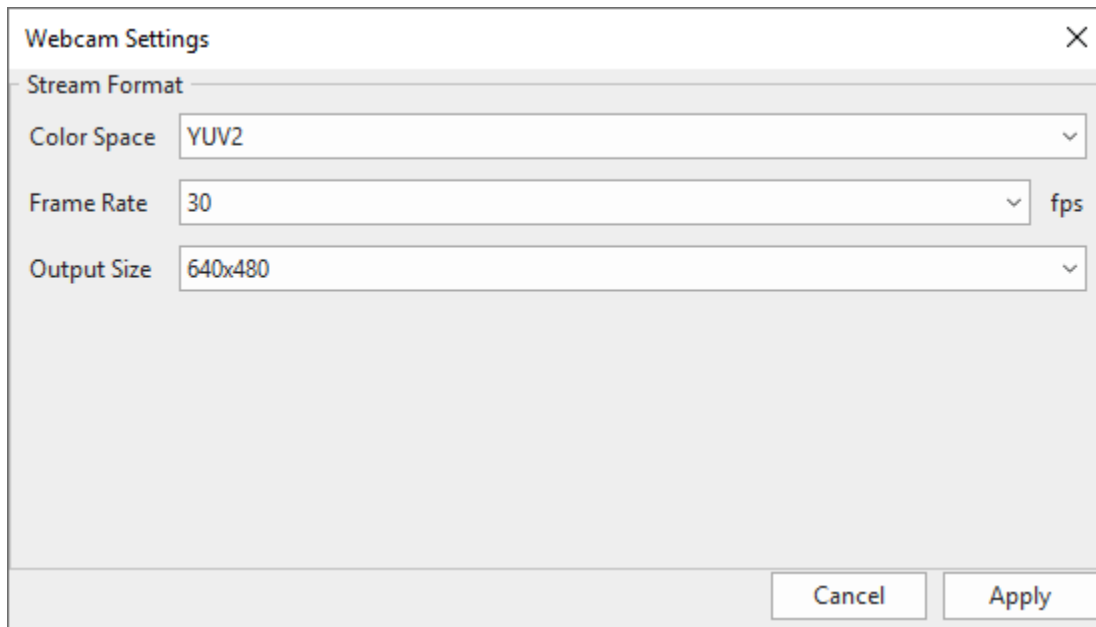 Webcam Settings
Stream Format
Color Space YUV2
Frame Rate 30 fps
Output Size 640x480
Cancel Apply